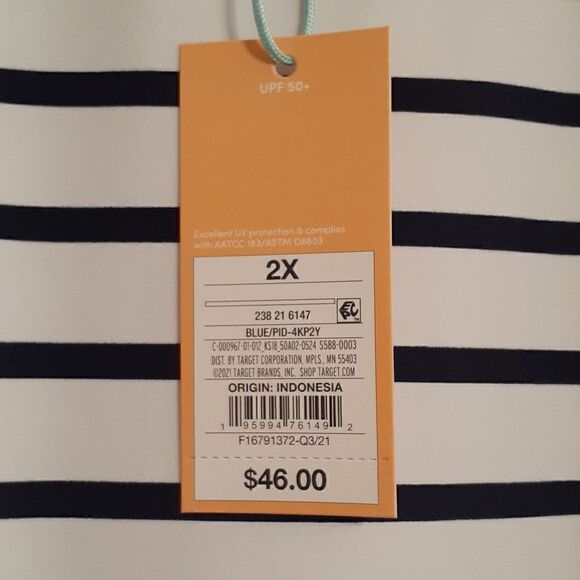 UPF 50+
Excellent UV protection & complies
with AATCC 183/ASTM D6603
2X
238 21 6147
BLUE/PID-4KP2Y
C-000967-01-012_KS18_50A02-0524 S588-0003
DIST. BY TARGET CORPORATION, MPLS, MN 55403
©2021 TARGET BRANDS, INC. SHOP TARGET.COM
ORIGIN: INDONESIA
1 95994 76149 2
F16791372-Q3/21
$46.00